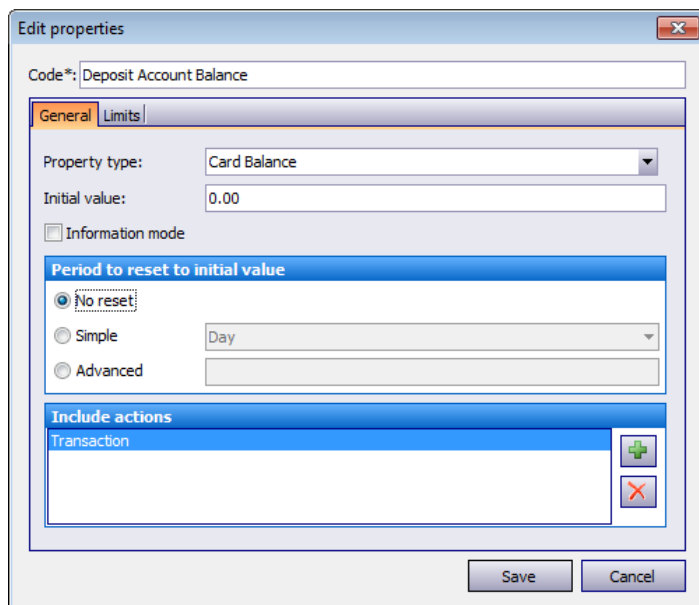 Edit properties
Code*: Deposit Account Balance
General Limits
Property type: Card Balance
Initial value: 0.00
Information mode
Period to reset to initial value
No reset
Simple Day
Advanced
Include actions
Transaction
Save Cancel